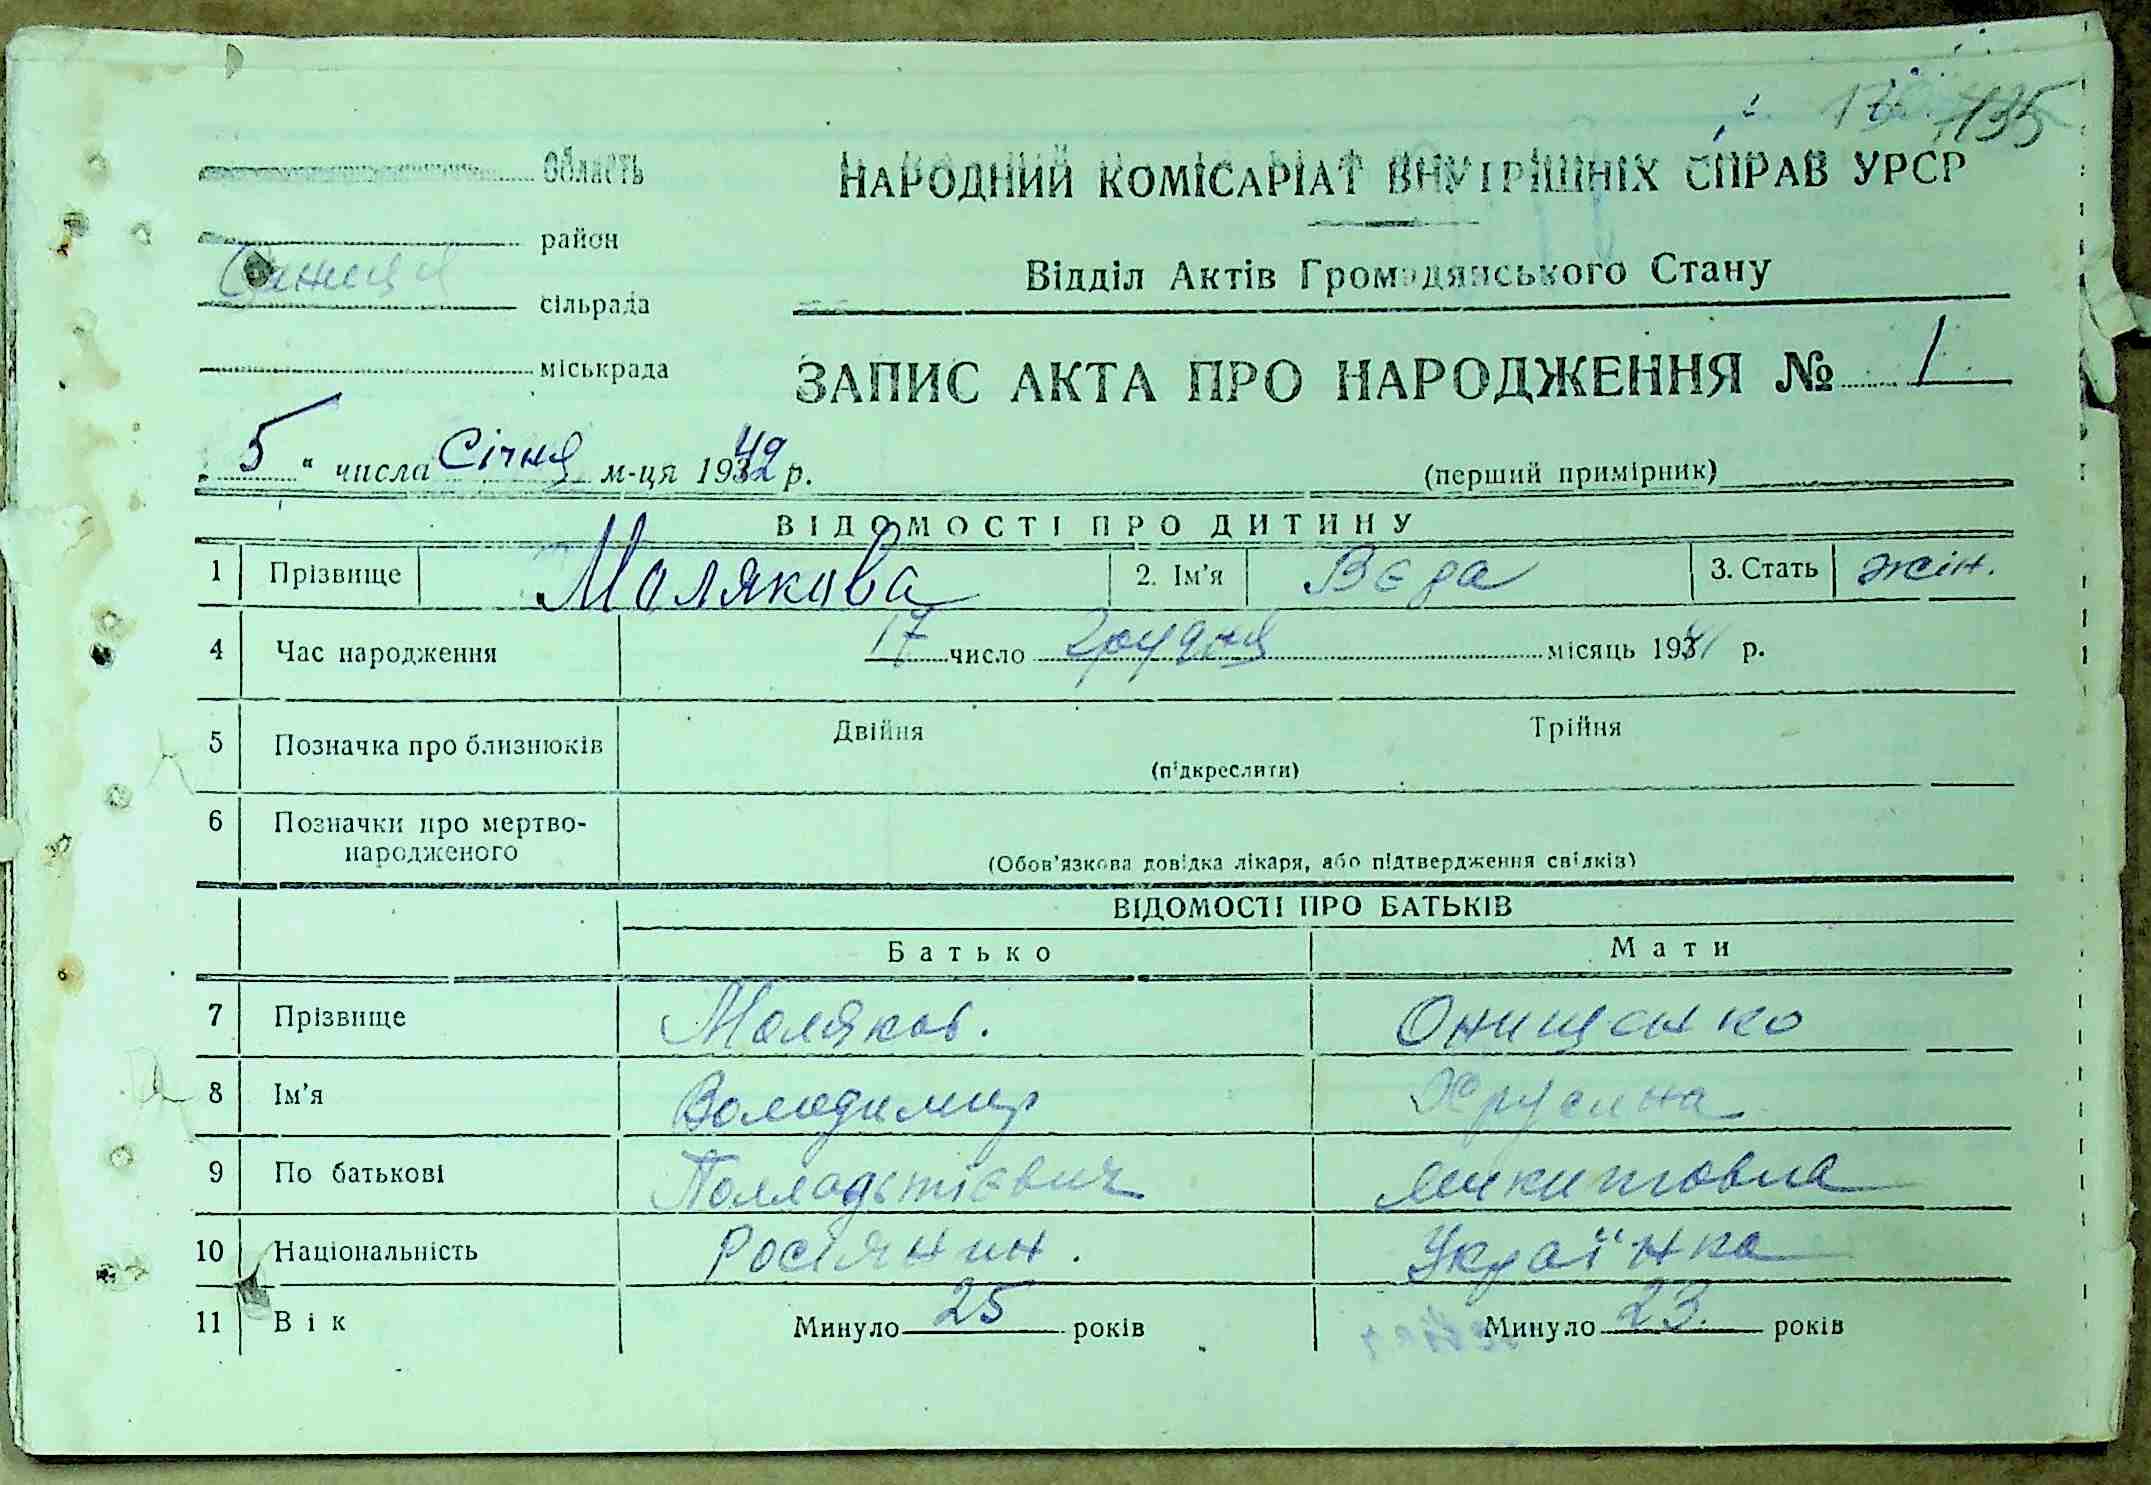 135
Область
НАРОДНИЙ КОМІСАРІАТ ВНУТРІШНІХ СПРАВ УРСР
район
Відділ Актів Громадянського Стану
сільрада
міськрада
ЗАПИС АКТА ПРО НАРОДЖЕННЯ № 1
„5“ числа Січня м-ця 1942 р.
(перший примірник)
ВІДОМОСТІ ПРО ДИТИНУ
1 Прізвище Молякова 2. Ім'я Вєра 3. Стать жін.
4 Час народження 17 число грудня місяць 1941 р.
5 Позначка про близнюків Двійня Трійня
(підкреслити)
6 Позначки про мертво-
народженого
(Обов'язкова довідка лікаря, або підтвердження свідків)
ВІДОМОСТІ ПРО БАТЬКІВ
Батько Мати
7 Прізвище Моляков. Онищенко
8 Ім'я Володимир
9 По батькові Микитовна
10 Національність Росіянин. Українка
11 Вік Минуло 25 років Минуло 23 років